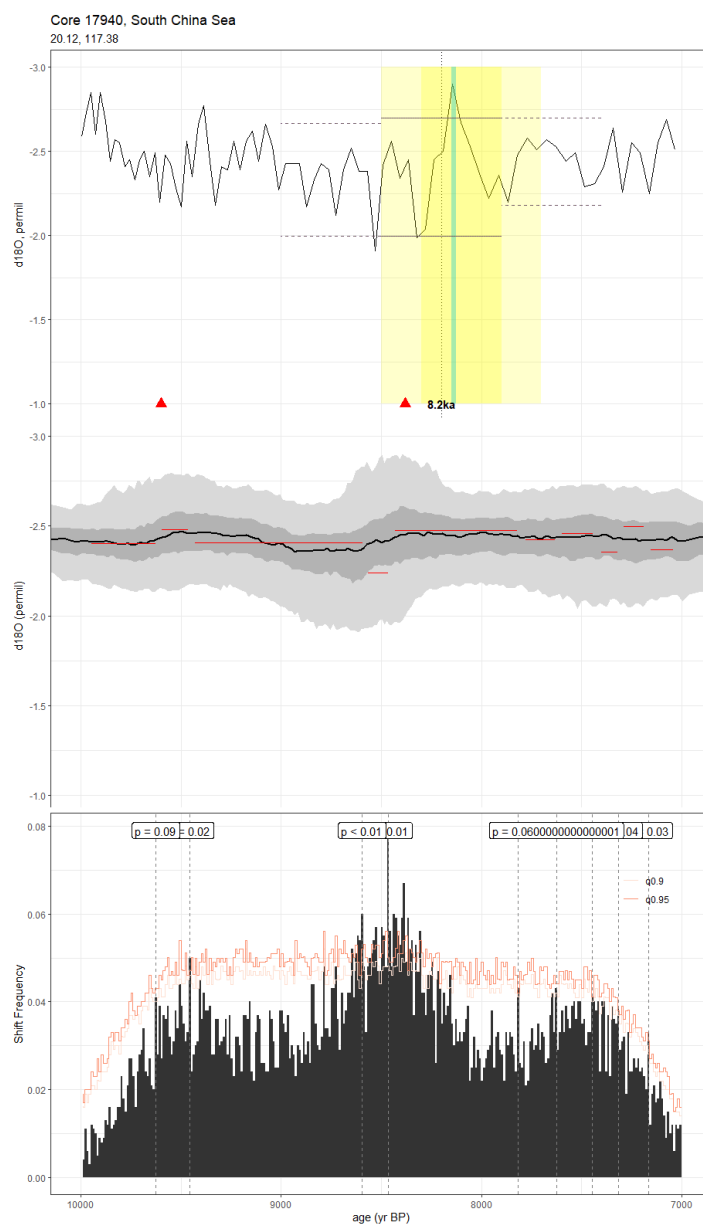 Core 17940, South China Sea
20.12, 117.38
-3.0
-2.5
-2.0
-1.5
-1.0
d18O, permil
8.2ka
-3.0
-2.5
-2.0
-1.5
-1.0
d18O (permil)
0.08
0.06
0.04
0.02
0.00
Shift Frequency
p = 0.09 = 0.02
p < 0.01 0.01
p = 0.0600000000000001 04 0.03
q0.9
q0.95
10000 9000 8000 7000
age (yr BP)